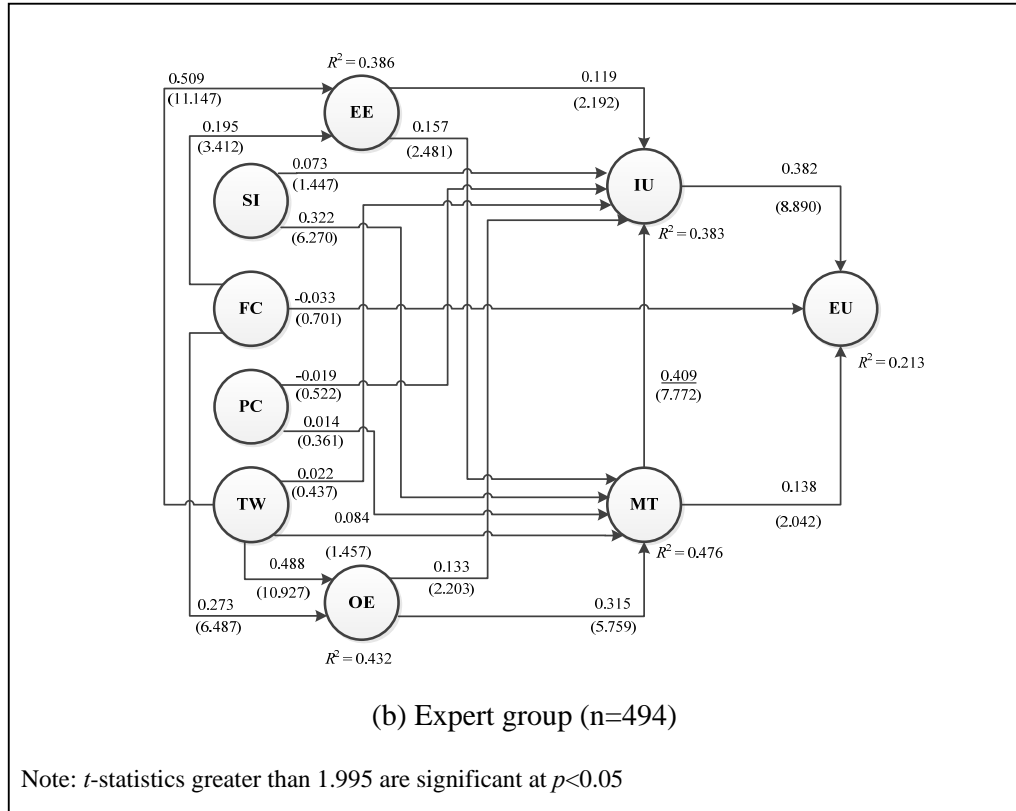 R² = 0.386
0.509
(11.147)
EE
0.119
(2.192)
0.195
(3.412)
0.157
(2.481)
SI
0.073
(1.447)
IU
0.382
(8.890)
0.322
(6.270)
R² = 0.383
FC
-0.033
(0.701)
EU
R² = 0.213
PC
-0.019
(0.522)
0.409
(7.772)
0.014
(0.361)
TW
0.022
(0.437)
MT
0.138
(2.042)
0.084
(1.457)
R² = 0.476
0.488
(10.927)
OE
0.133
(2.203)
0.273
(6.487)
0.315
(5.759)
R² = 0.432
(b) Expert group (n=494)
Note: t-statistics greater than 1.995 are significant at p<0.05